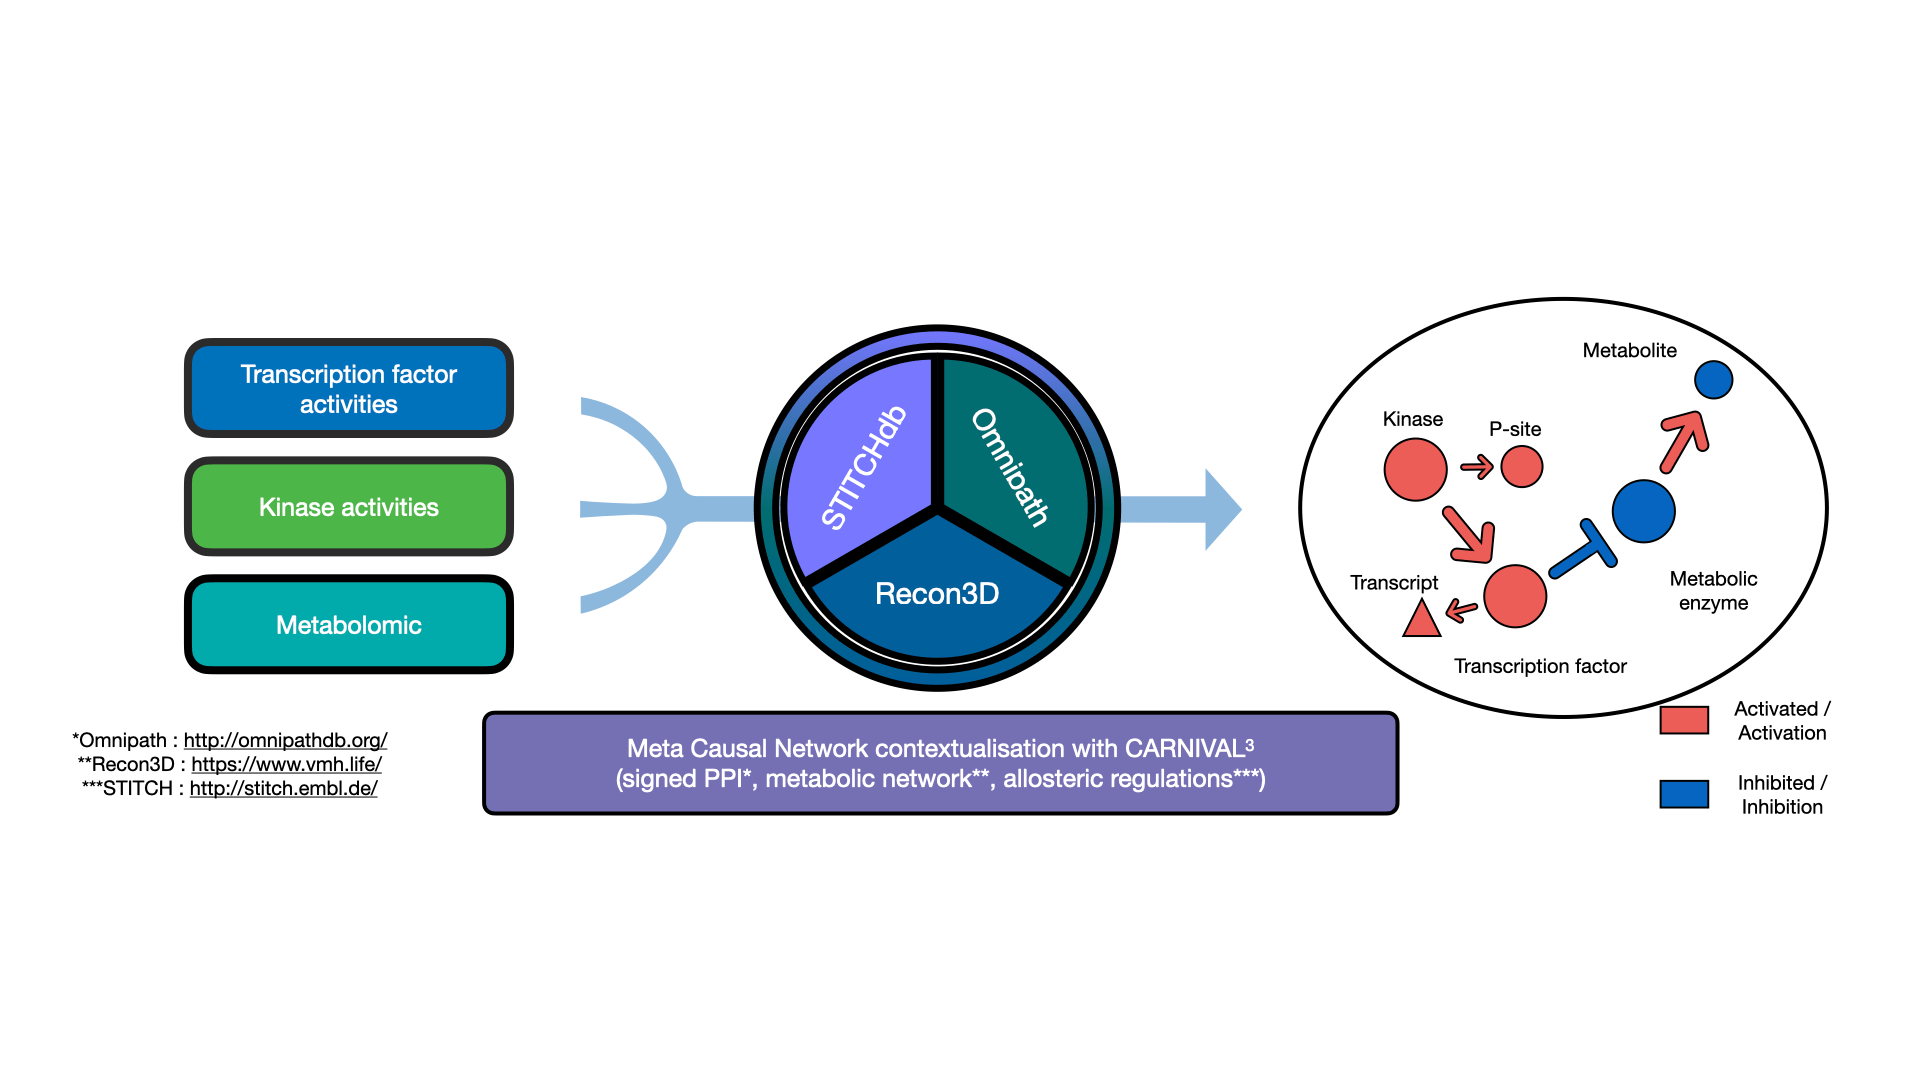 Transcription factor
activities
Kinase activities
Metabolomic
*Omnipath : http://omnipathdb.org/
**Recon3D : https://www.vmh.life/
***STITCH : http://stitch.embl.de/
STITCHdb
Omnipath
Recon3D
Meta Causal Network contextualisation with CARNIVAL³
(signed PPI*, metabolic network**, allosteric regulations***)
Metabolite
Kinase
P-site
Transcript
Metabolic
enzyme
Transcription factor
Activated /
Activation
Inhibited /
Inhibition